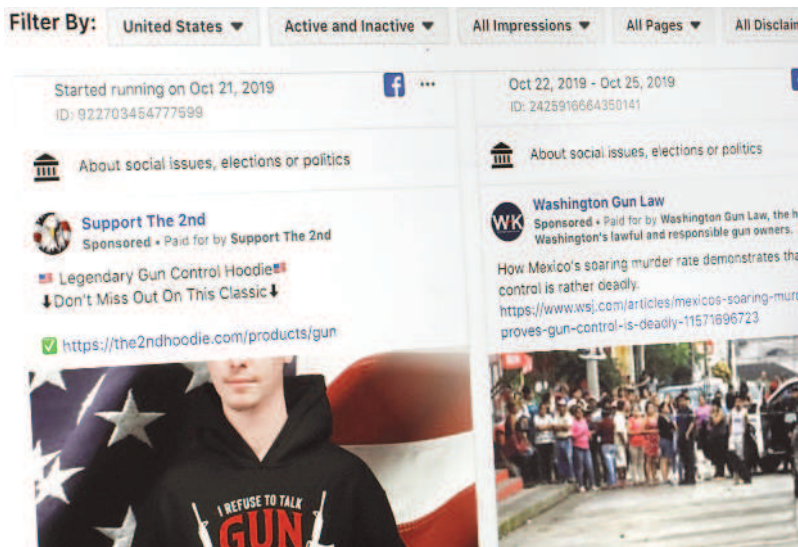 Filter By:
United States
Active and Inactive
All Impressions
All Pages
All
Started running on Oct 21, 2019
ID: 922703454777599
About social issues, elections or politics
Support The 2nd
Sponsored • Paid for by Support The 2nd
Legendary Gun Control Hoodie
Don't Miss Out On This Classic
https://the2ndhoodie.com/products/gun
I REFUSE TO TALK
GUN
Oct 22, 2019 - Oct 25, 2019
ID: 2425916664350141
About social issues, elections or politics
WK
Washington Gun Law
Sponsored • Paid for by Washington Gun Law, the
Washington's lawful and responsible gun owners.
How Mexico's soaring murder rate demonstrates
control is rather deadly.
https://www.wsj.com/articles/mexicos-soaring-mur
proves-gun-control-is-deadly-11571696723